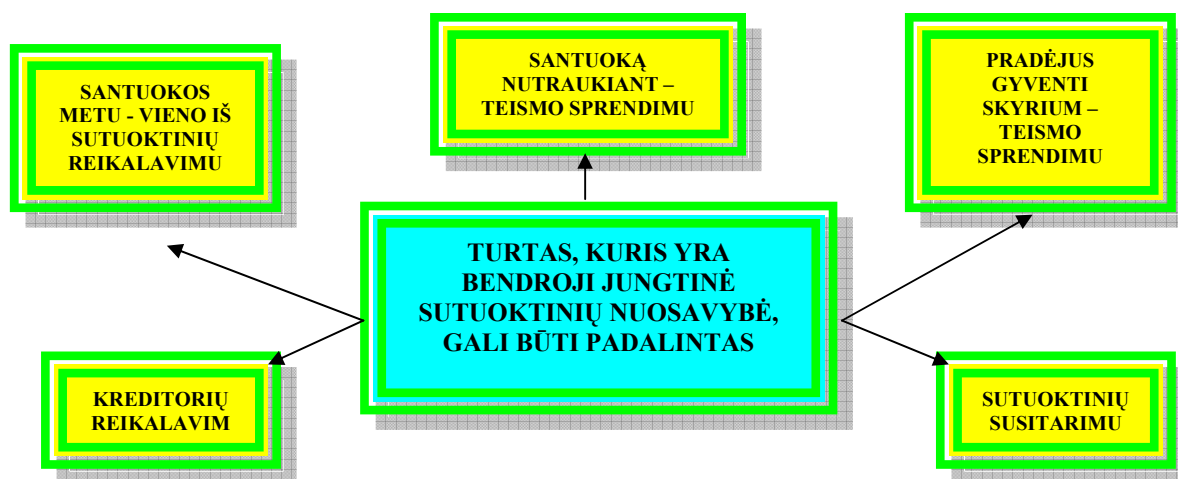 SANTUOKOS
METU - VIENO IŠ
SUTUOKTINIŲ
REIKALAVIMU
SANTUOKĄ
NUTRAUKIANT –
TEISMO SPRENDIMU
PRADĖJUS
GYVENTI
SKYRIUM –
TEISMO
SPRENDIMU
TURTAS, KURIS YRA
BENDROJI JUNGTINĖ
SUTUOKTINIŲ NUOSAVYBĖ,
GALI BŪTI PADALINTAS
KREDITORIŲ
REIKALAVIM
SUTUOKTINIŲ
SUSITARIMU